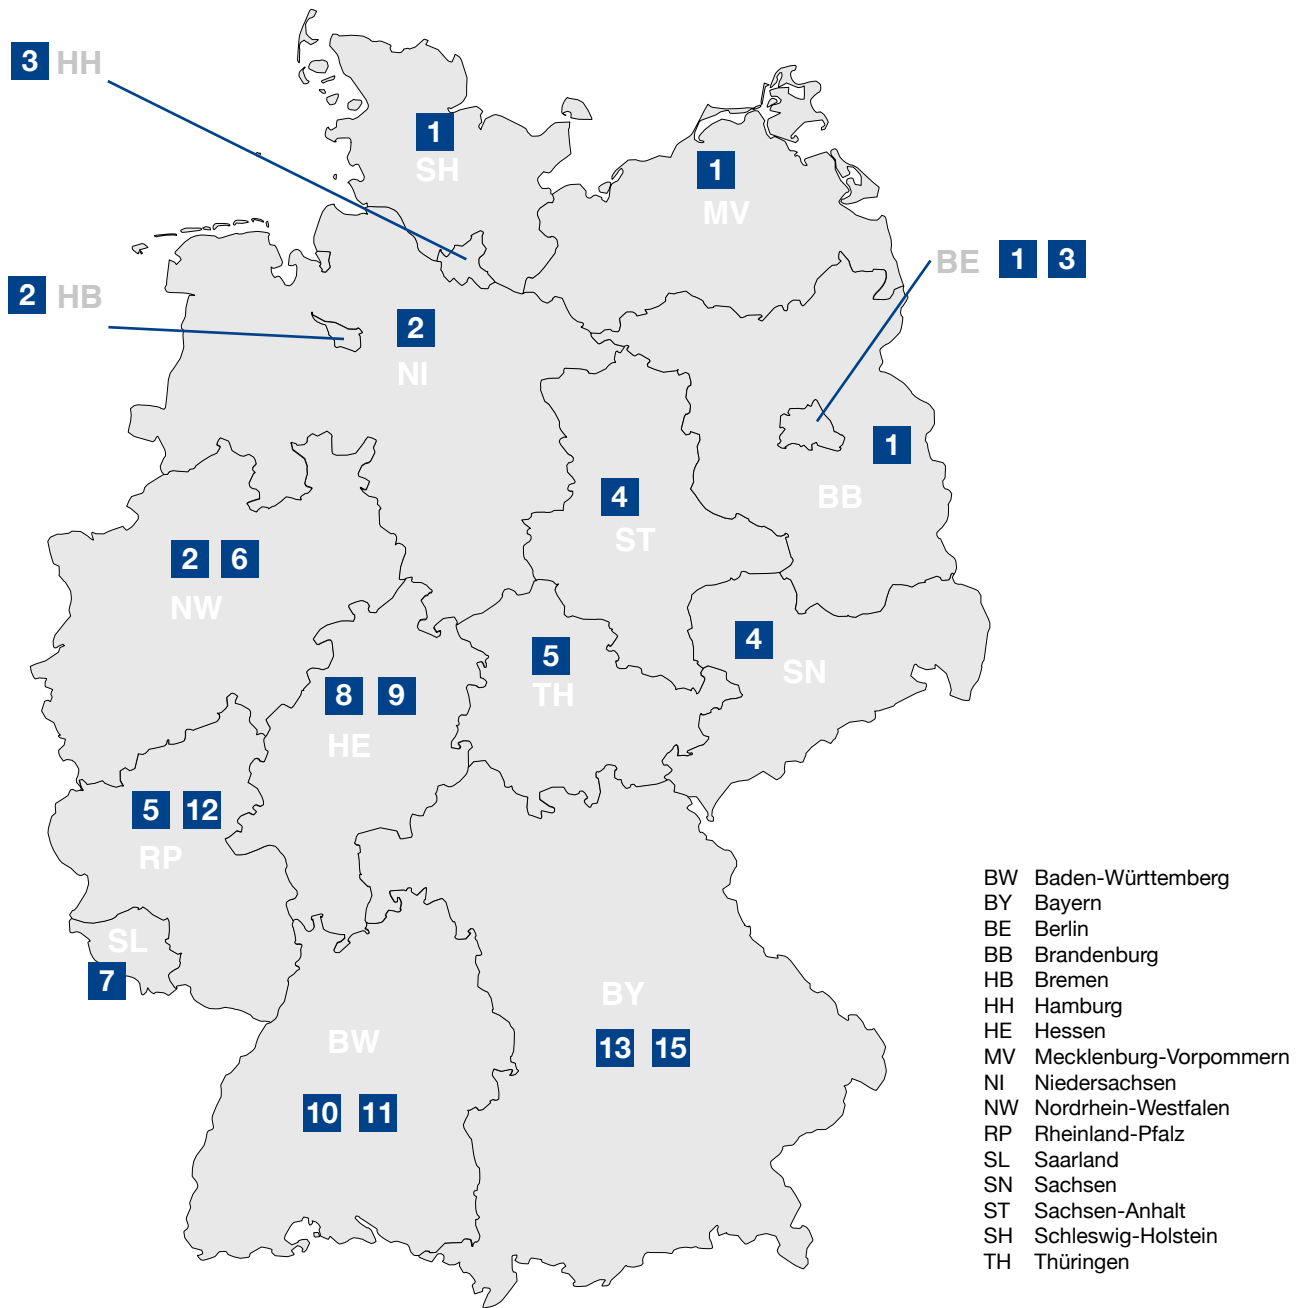 3 HH
1
SH
1
MV
BE 1 3
2 HB
2
NI
1
BB
4
ST
2 6
NW
4
SN
5
TH
8 9
HE
5 12
RP
SL
7
BY
13 15
BW
10 11
BW Baden-Württemberg
BY Bayern
BE Berlin
BB Brandenburg
HB Bremen
HH Hamburg
HE Hessen
MV Mecklenburg-Vorpommern
NI Niedersachsen
NW Nordrhein-Westfalen
RP Rheinland-Pfalz
SL Saarland
SN Sachsen
ST Sachsen-Anhalt
SH Schleswig-Holstein
TH Thüringen